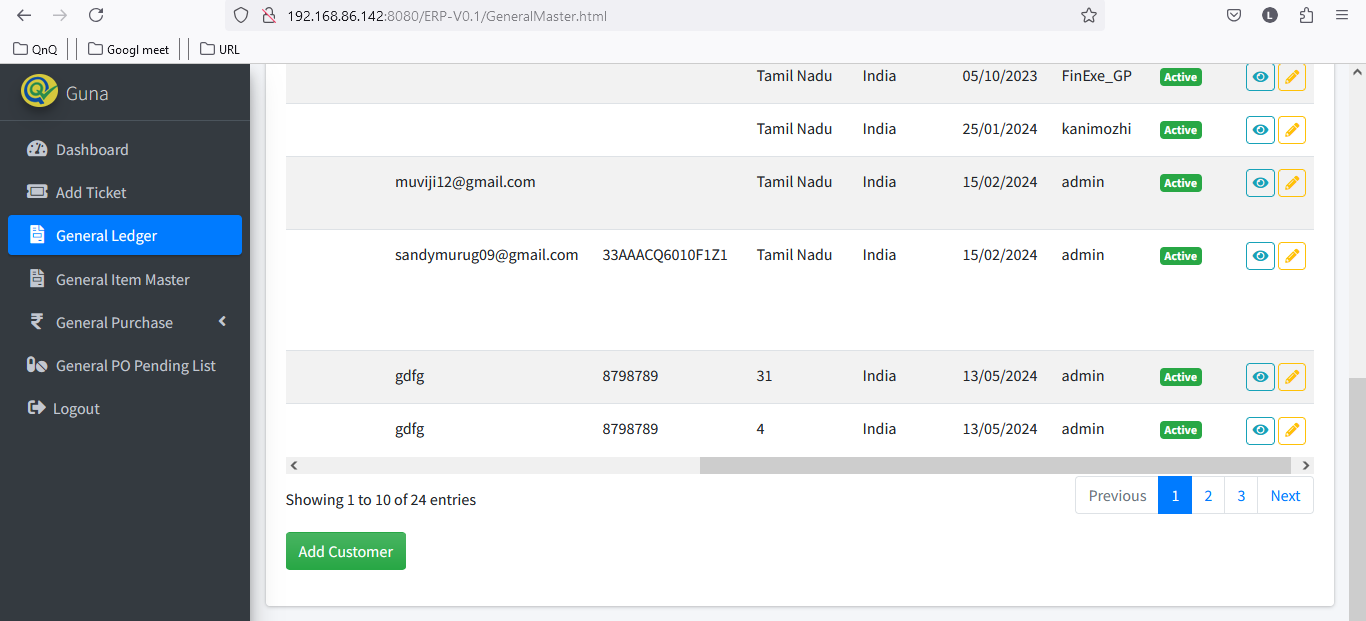 192.168.86.142:8080/ERP-V0.1/GeneralMaster.html
L
QnQ
Googl meet
URL
Guna
Dashboard
Add Ticket
General Ledger
General Item Master
General Purchase
General PO Pending List
Logout
Tamil Nadu India 05/10/2023 FinExe_GP Active
Tamil Nadu India 25/01/2024 kanimozhi Active
muviji12@gmail.com Tamil Nadu India 15/02/2024 admin Active
sandymurug09@gmail.com 33AAACQ6010F1Z1 Tamil Nadu India 15/02/2024 admin Active
gdfg 8798789 31 India 13/05/2024 admin Active
gdfg 8798789 4 India 13/05/2024 admin Active
Showing 1 to 10 of 24 entries
Previous 1 2 3 Next
Add Customer